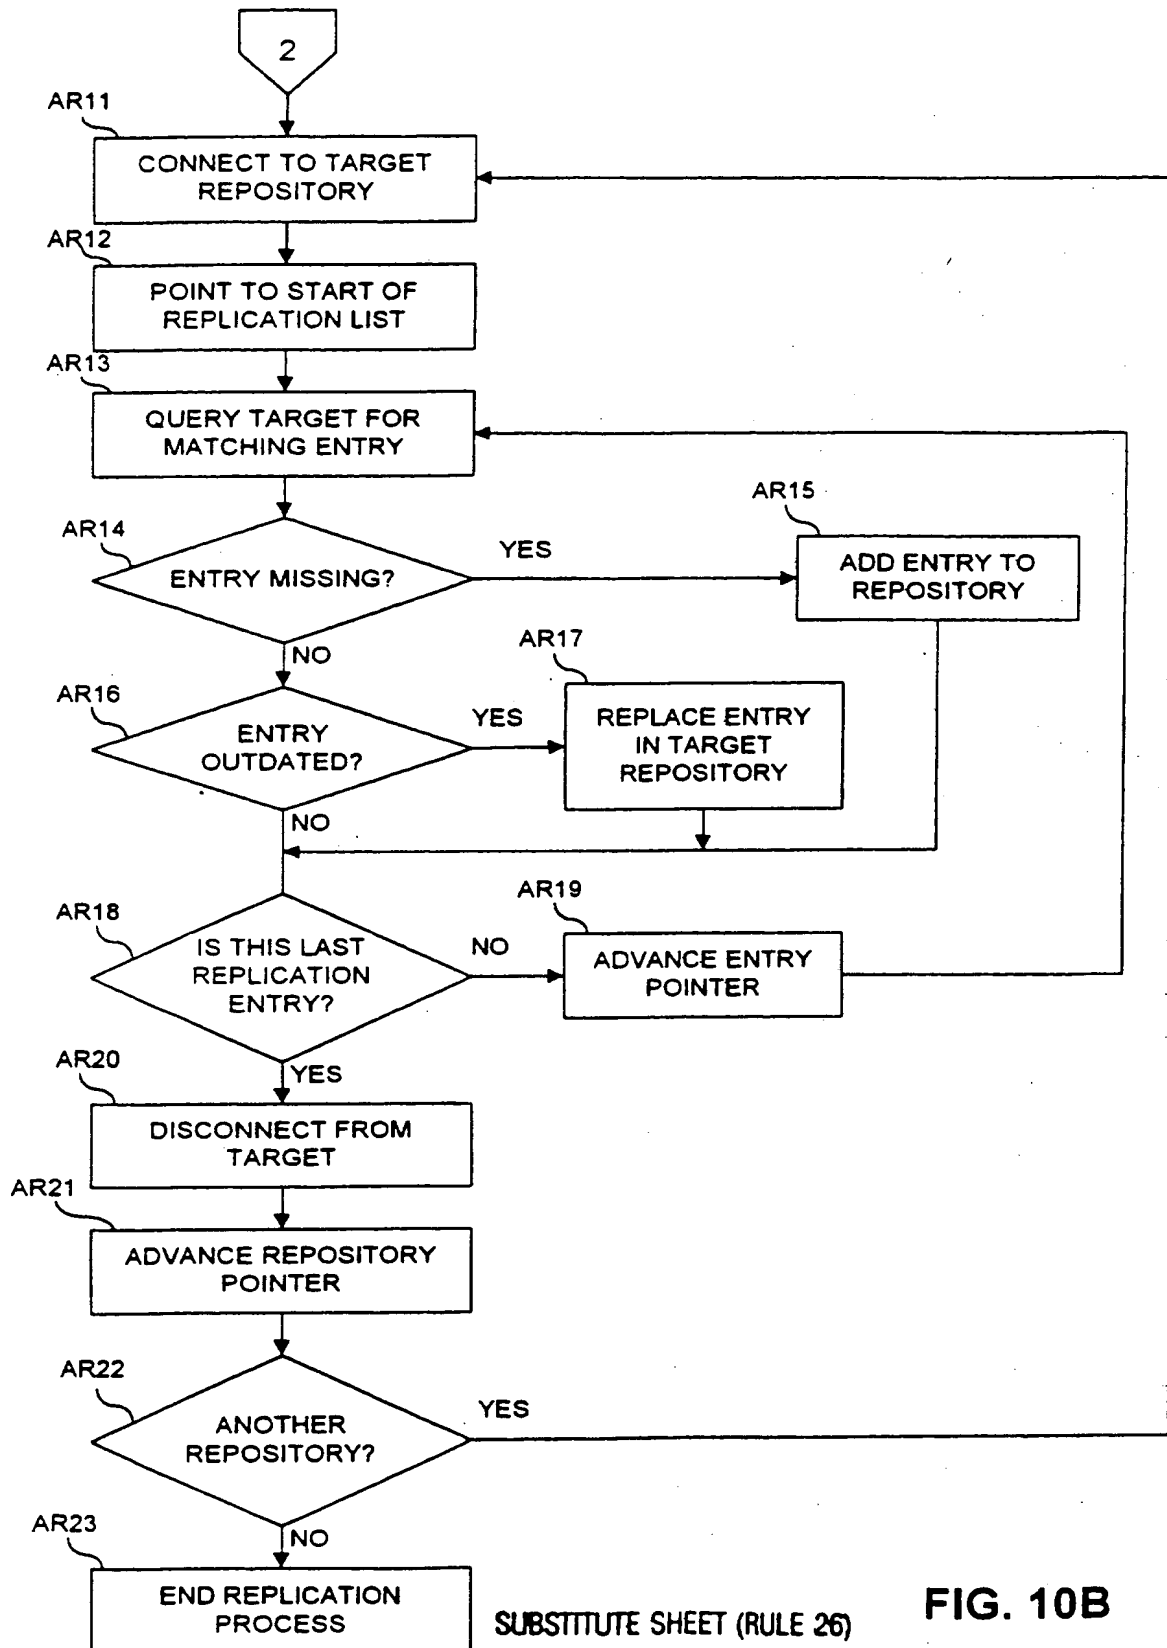 2
AR11
CONNECT TO TARGET
REPOSITORY
AR12
POINT TO START OF
REPLICATION LIST
AR13
QUERY TARGET FOR
MATCHING ENTRY
AR14
ENTRY MISSING?
YES
AR15
ADD ENTRY TO
REPOSITORY
NO
AR16
ENTRY
OUTDATED?
YES
AR17
REPLACE ENTRY
IN TARGET
REPOSITORY
NO
AR18
IS THIS LAST
REPLICATION
ENTRY?
NO
AR19
ADVANCE ENTRY
POINTER
YES
AR20
DISCONNECT FROM
TARGET
AR21
ADVANCE REPOSITORY
POINTER
AR22
ANOTHER
REPOSITORY?
YES
NO
AR23
END REPLICATION
PROCESS
SUBSTITUTE SHEET (RULE 26)
FIG. 10B